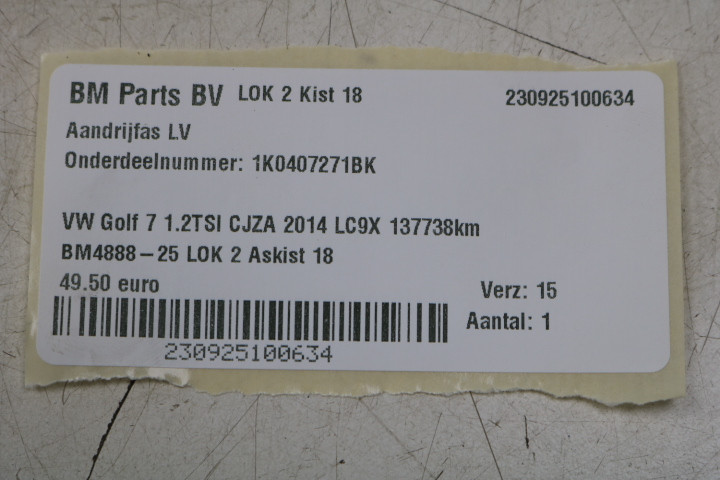 BM Parts BV LOK 2 Kist 18 230925100634
Aandrijfas LV
Onderdeelnummer: 1K0407271BK
VW Golf 7 1.2TSI CJZA 2014 LC9X 137738km
BM4888-25 LOK 2 Askist 18
49.50 euro Verz: 15
Aantal: 1
230925100634